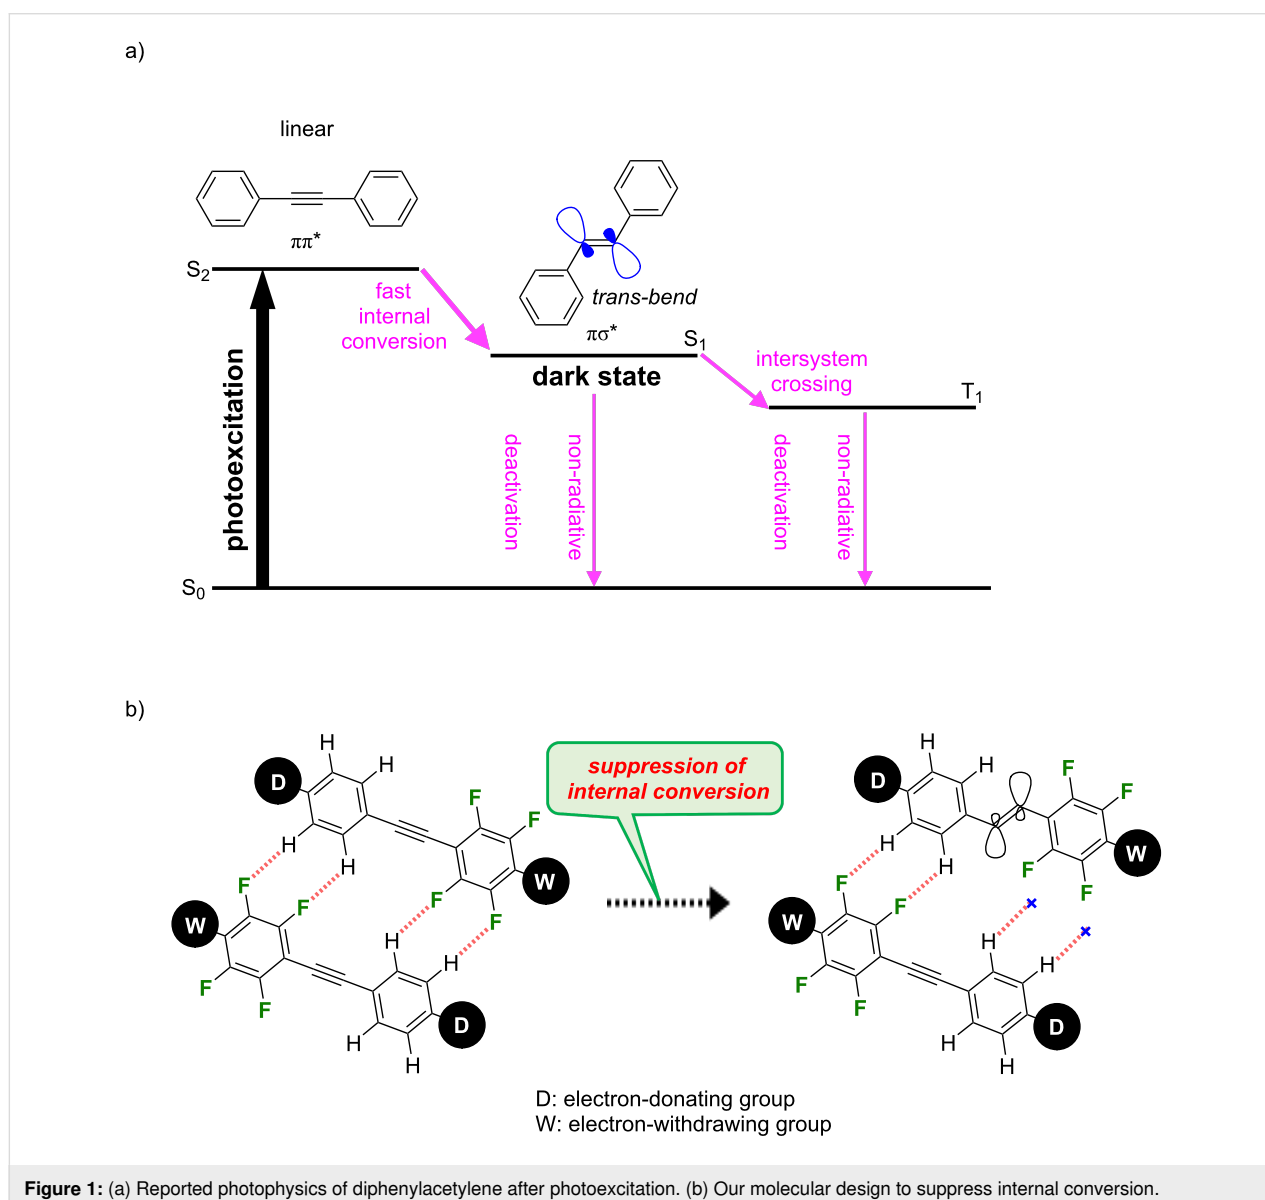 a)
linear
ππ*
S2
fast
internal
conversion
trans-bend
πσ*
S1
dark state
intersystem
crossing
T1
photoexcitation
deactivation
non-radiative
deactivation
non-radiative
S0
b)
H
D
H
F
F
H
H
F
F
W
W
F
F
H
H
F
F
D
H
H
suppression of
internal conversion
H
D
H
F
F
H
H
F
F
W
W
F
F
H
H
F
F
D
H
H
D: electron-donating group
W: electron-withdrawing group
Figure 1: (a) Reported photophysics of diphenylacetylene after photoexcitation. (b) Our molecular design to suppress internal conversion.